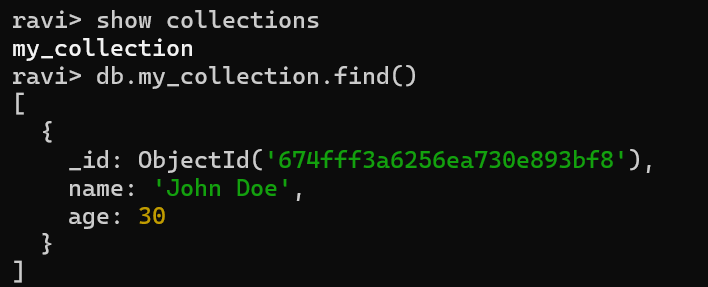 ravi> show collections
my_collection
ravi> db.my_collection.find()
[
  {
    _id: ObjectId('674fff3a6256ea730e893bf8'),
    name: 'John Doe',
    age: 30
  }
]